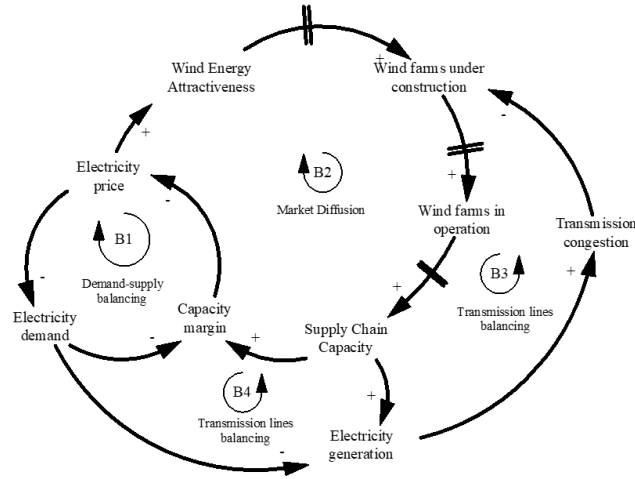 Wind Energy
Attractiveness
Wind farms under
construction
+
-
+
Electricity
price
-
B2
Market Diffusion
+
Wind farms in
operation
Transmission
congestion
B1
-
Demand-supply
balancing
+
B3
+
Transmission lines
balancing
Electricity
demand
-
Capacity
margin
+
Supply Chain
Capacity
B4
Transmission lines
balancing
+
-
Electricity
generation